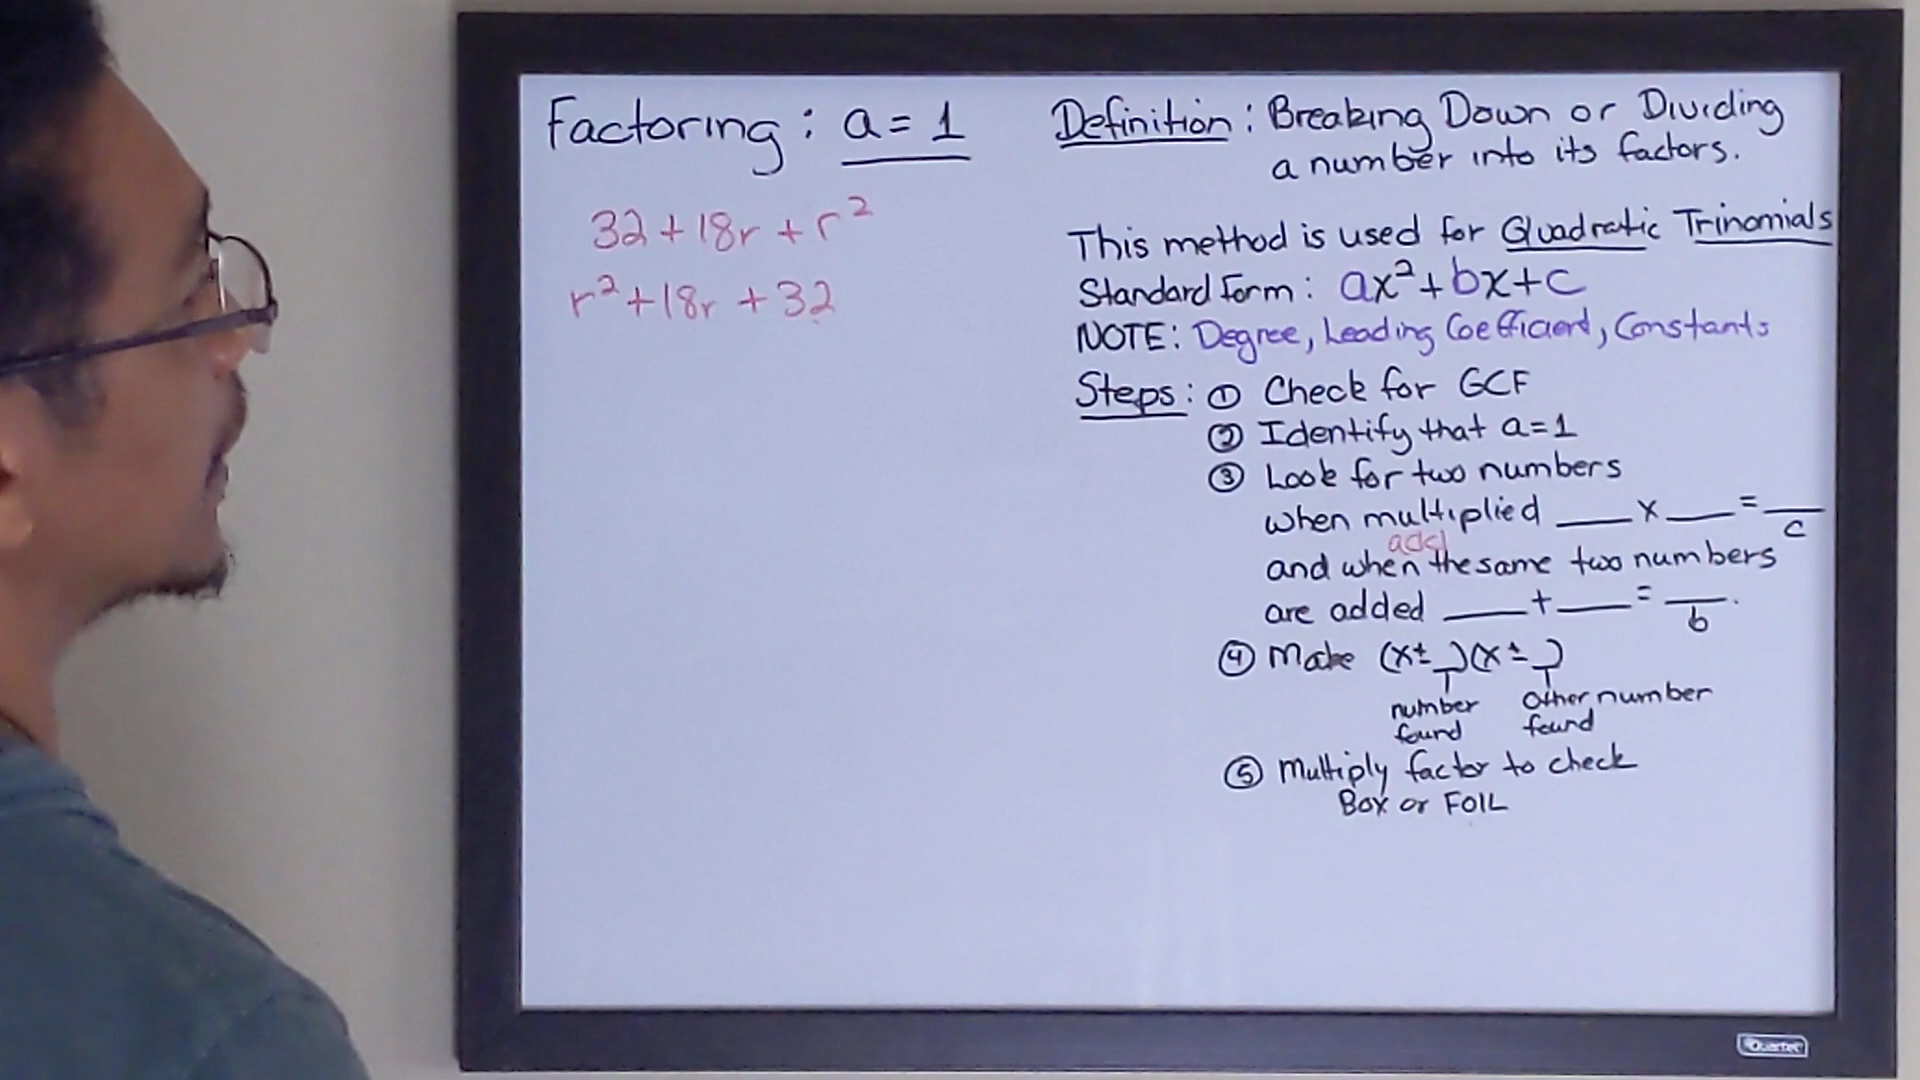 Factoring: a = 1
32 + 18r + r²
r² + 18r + 32
Definition: Breaking Down or Dividing
a number into its factors.
This method is used for Quadratic Trinomials
Standard Form: ax² + bx + c
NOTE: Degree, Leading Coefficient, Constants
Steps: ① Check for GCF
② Identify that a=1
③ Look for two numbers
when multiplied ___ x ___ = ___
c
add
and when the same two numbers
are added ___ + ___ = ___.
b
④ Make (x± _)(x± _)
number other number
found found
⑤ Multiply factor to check
Box or FOIL
Quartet